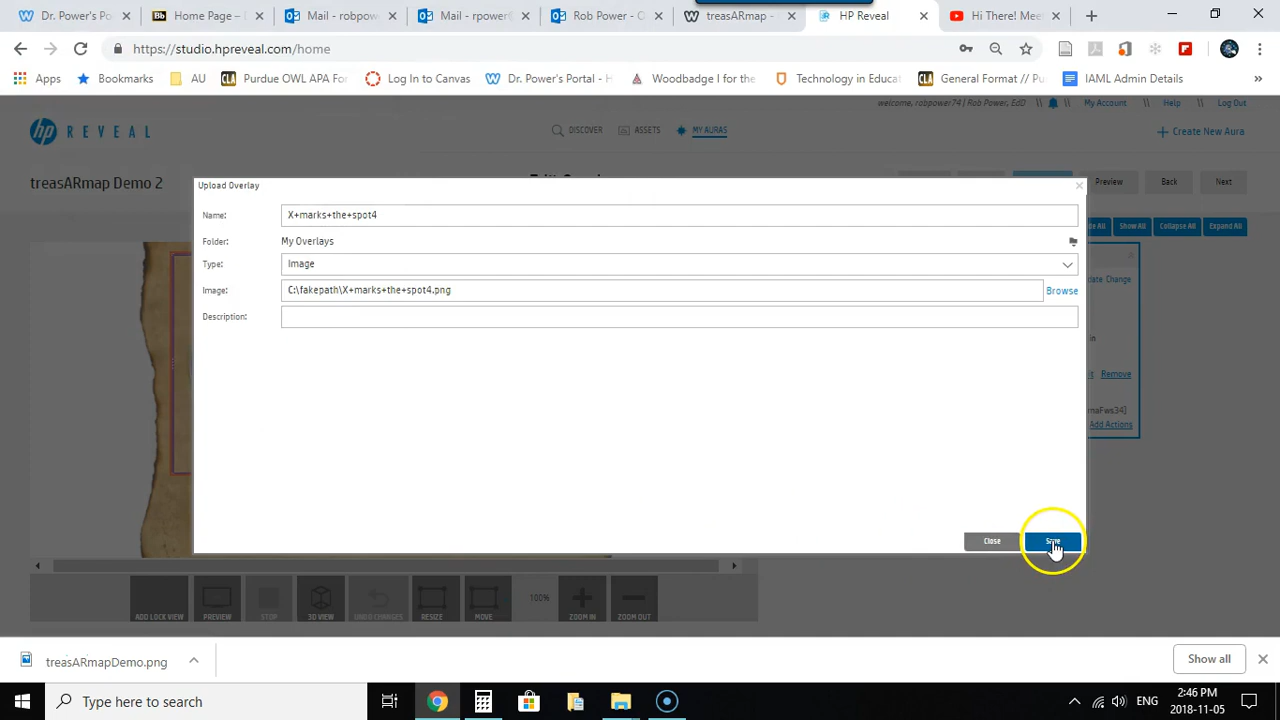 Dr. Power's Po
Home Page – D
Mail - robpow
Mail - rpower
Rob Power - G
treasARmap -
HP Reveal
Hi There! Mee
https://studio.hpreveal.com/home
Apps
Bookmarks
AU
Purdue OWL APA For
Log In to Canvas
Dr. Power's Portal - H
Woodbadge I for the
Technology in Educat
General Format // Pu
IAML Admin Details
»
welcome, robpower74 | Rob Power, EdD \\ \\ My Account \\ Help \\ Log Out
hp REVEAL
DISCOVER
ASSETS
MY AURAS
+ Create New Aura
treasARmap Demo 2
Preview
Back
Next
Show All
Collapse All
Expand All
Upload Overlay
Name: X+marks+the+spot4
Folder: My Overlays
Type: Image
Image: C:\fakepath\X+marks+the+spot4.png Browse
Description:
Change
in
Remove
rnaFws34]
Add Actions
Close
Save
ADD LOCK VIEW
PREVIEW
STOP
3D VIEW
UNDO CHANGES
RESIZE
MOVE
100%
ZOOM IN
ZOOM OUT
treasARmapDemo.png
Show all
Type here to search
ENG
2:46 PM
2018-11-05